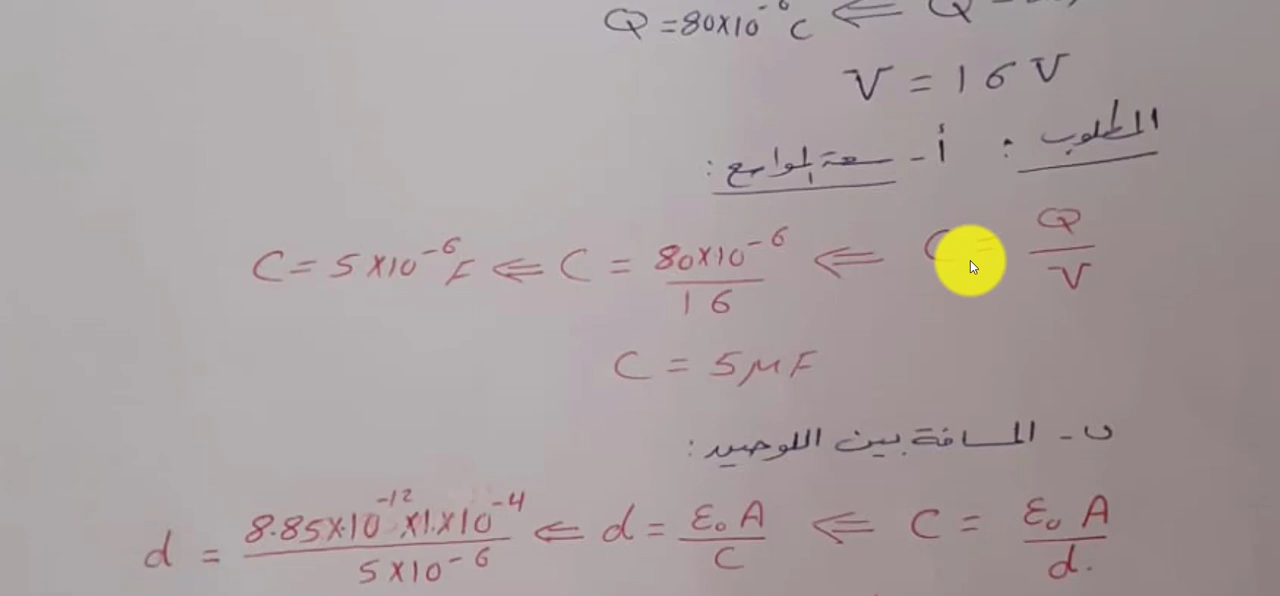 Q = 80×10⁻⁶ C ⇐ Q
V = 16 V
المطلوب : أ - سعة المواسع :
C = Q/V ⇒ C = 80×10⁻⁶/16 ⇒ C = 5×10⁻⁶ F
C = 5 μF
ب - المسافة بين اللوحين :
C = ε₀ A/d ⇒ d = ε₀ A/C ⇒ d = 8.85×10⁻¹² × 1×10⁻⁴/5×10⁻⁶